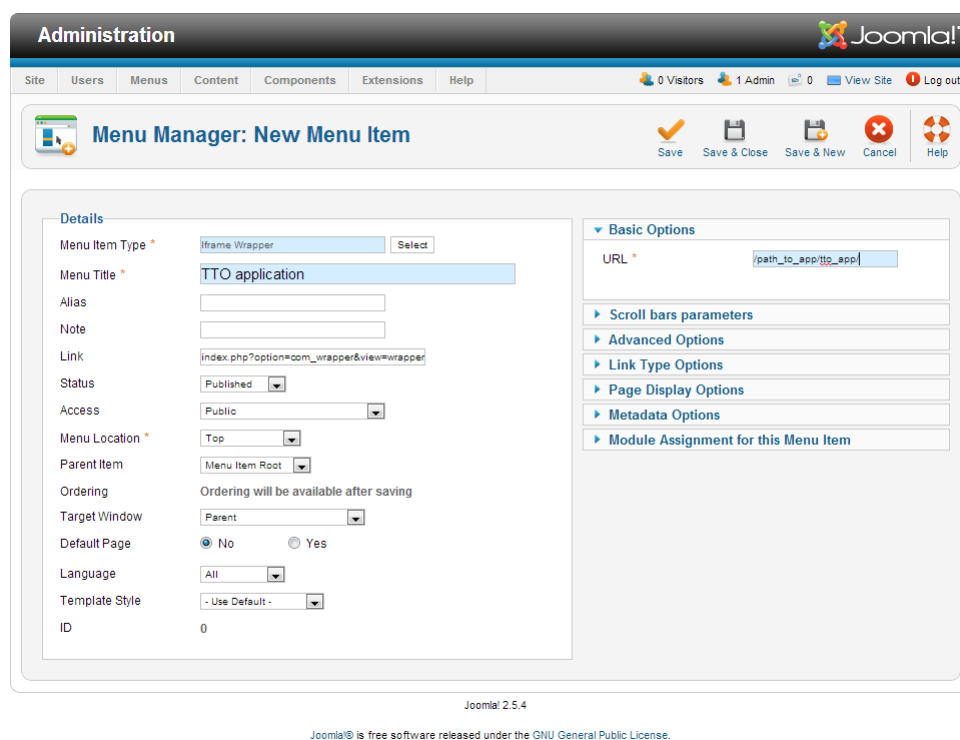 Administration
Joomla!
Site Users Menus Content Components Extensions Help 0 Visitors 1 Admin 0 View Site Log out
Menu Manager: New Menu Item
Save Save & Close Save & New Cancel Help
Details
Menu Item Type * Iframe Wrapper Select
Menu Title * TTO application
Alias
Note
Link index.php?option=com_wrapper&view=wrapper
Status Published
Access Public
Menu Location * Top
Parent Item Menu Item Root
Ordering Ordering will be available after saving
Target Window Parent
Default Page No Yes
Language All
Template Style - Use Default -
ID 0
Basic Options
URL * /path_to_app/tto_app/
Scroll bars parameters
Advanced Options
Link Type Options
Page Display Options
Metadata Options
Module Assignment for this Menu Item
Joomla! 2.5.4
Joomla!® is free software released under the GNU General Public License.